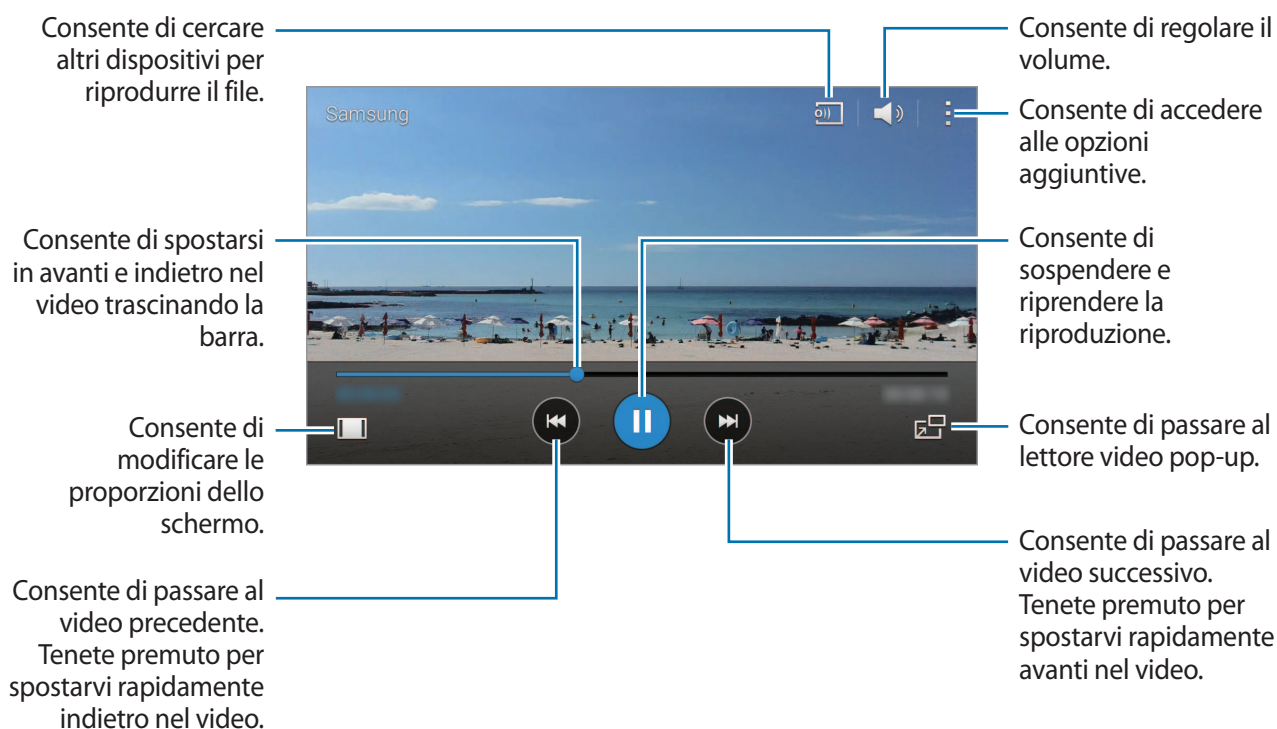 Consente di cercare
altri dispositivi per
riprodurre il file.
Consente di spostarsi
in avanti e indietro nel
video trascinando la
barra.
Consente di
modificare le
proporzioni dello
schermo.
Consente di passare al
video precedente.
Tenete premuto per
spostarvi rapidamente
indietro nel video.
Samsung
Consente di regolare il
volume.
Consente di accedere
alle opzioni
aggiuntive.
Consente di
sospendere e
riprendere la
riproduzione.
Consente di passare al
lettore video pop-up.
Consente di passare al
video successivo.
Tenete premuto per
spostarvi rapidamente
avanti nel video.